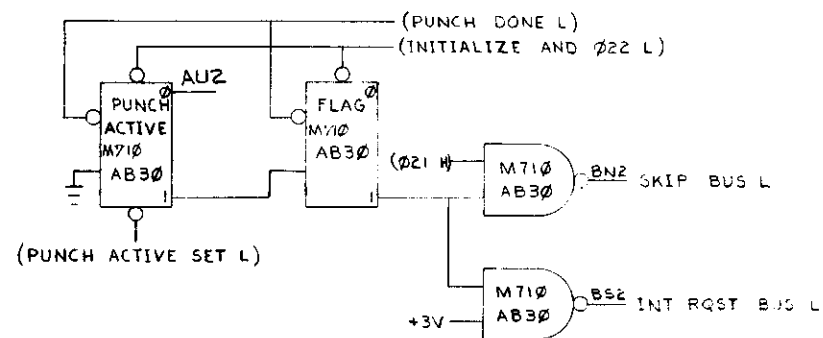 (PUNCH DONE L)
(INITIALIZE AND Ø22 L)
Ø
AU2
PUNCH
ACTIVE
M71Ø
AB3Ø
1
(PUNCH ACTIVE SET L)
Ø
FLAG
M71Ø
AB3Ø
1
(Ø21 H)
M71Ø
AB3Ø
BN2
SKIP BUS L
M71Ø
AB3Ø
+3V
BS2
INT RQST BUS L